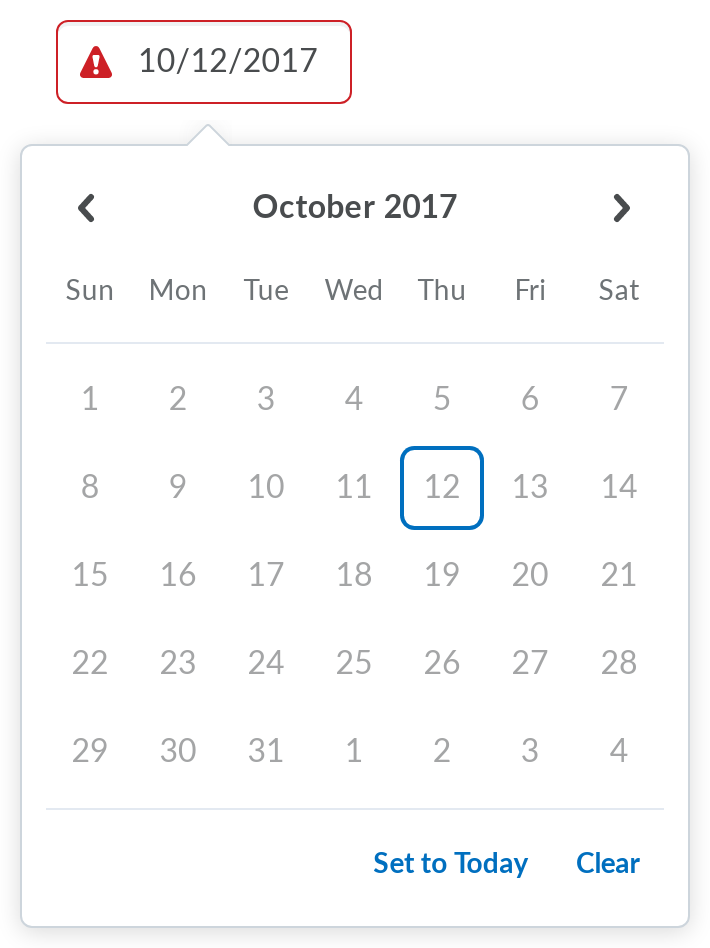 10/12/2017
October 2017
Sun Mon Tue Wed Thu Fri Sat
1 2 3 4 5 6 7
8 9 10 11 12 13 14
15 16 17 18 19 20 21
22 23 24 25 26 27 28
29 30 31 1 2 3 4
Set to Today Clear